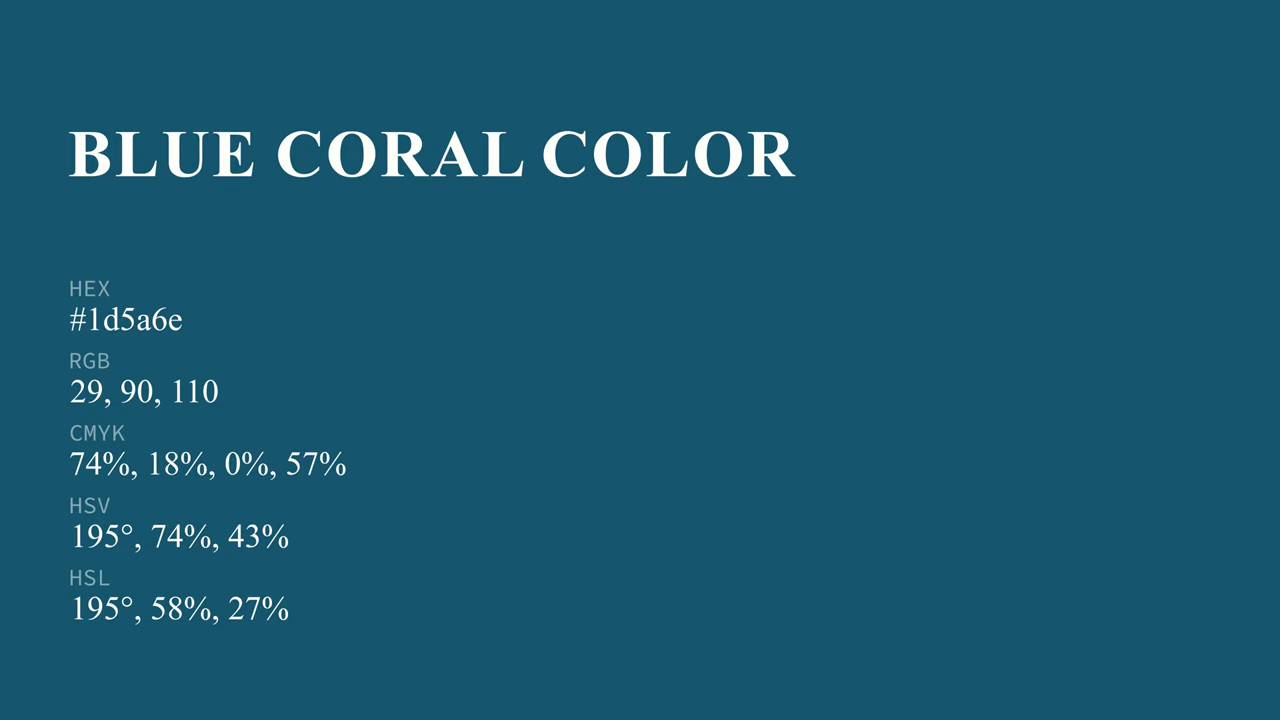 BLUE CORAL COLOR
HEX
#1d5a6e
RGB
29, 90, 110
CMYK
74%, 18%, 0%, 57%
HSV
195°, 74%, 43%
HSL
195°, 58%, 27%